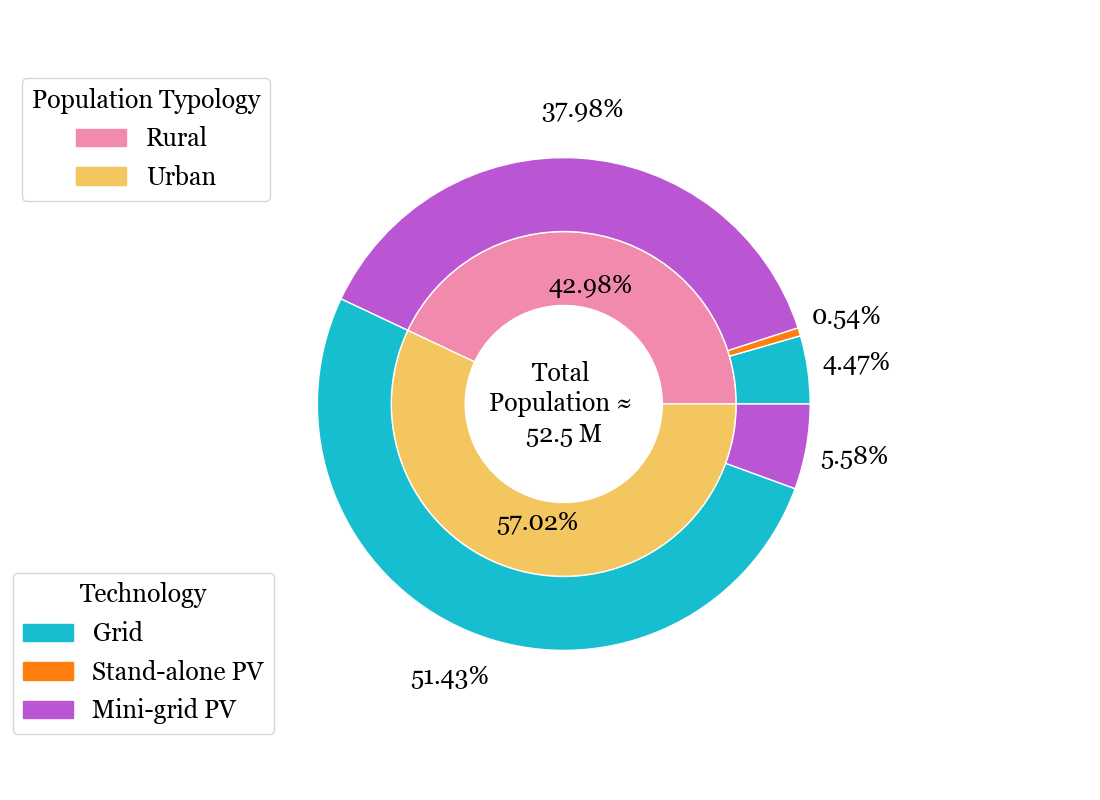 Population Typology
Rural
Urban
37.98%
42.98%
0.54%
4.47%
Total
Population ≈
52.5 M
5.58%
57.02%
51.43%
Technology
Grid
Stand-alone PV
Mini-grid PV